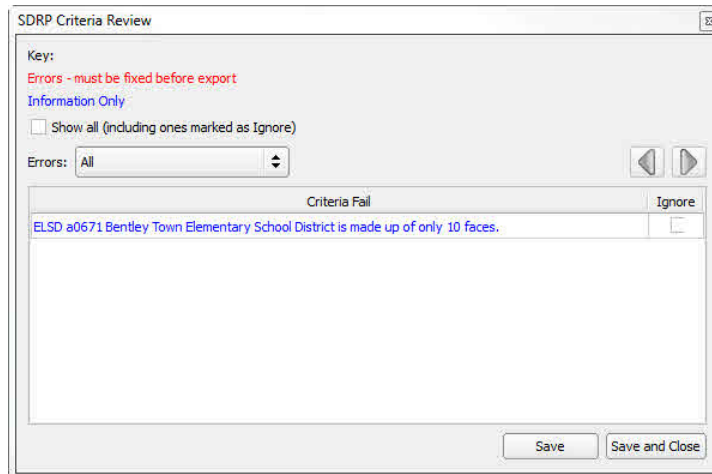 SDRP Criteria Review
Key:
Errors - must be fixed before export
Information Only
Show all (including ones marked as Ignore)
Errors: All
Criteria Fail Ignore
ELSD a0671 Bentley Town Elementary School District is made up of only 10 faces.
Save Save and Close